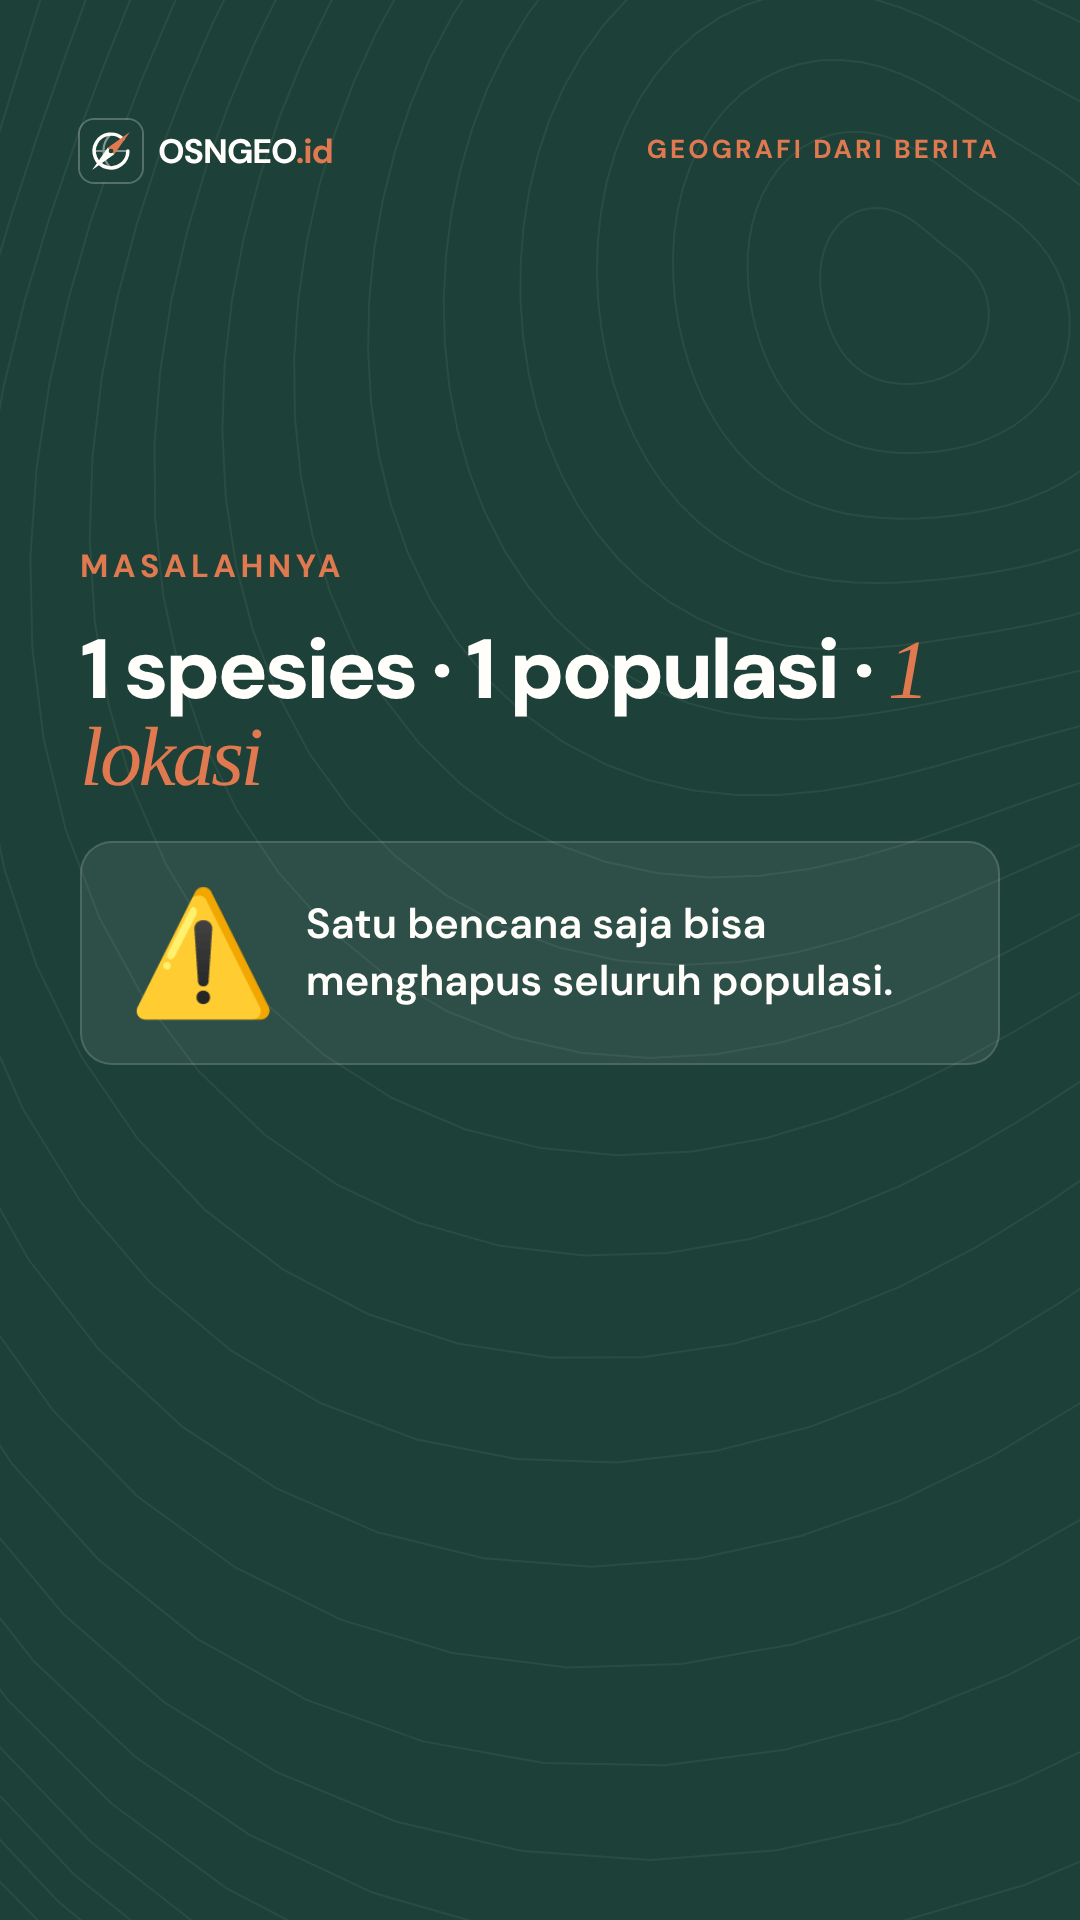 OSNGEO.id
GEOGRAFI DARI BERITA
MASALAHNYA
1 spesies · 1 populasi · 1
lokasi
Satu bencana saja bisa
menghapus seluruh populasi.